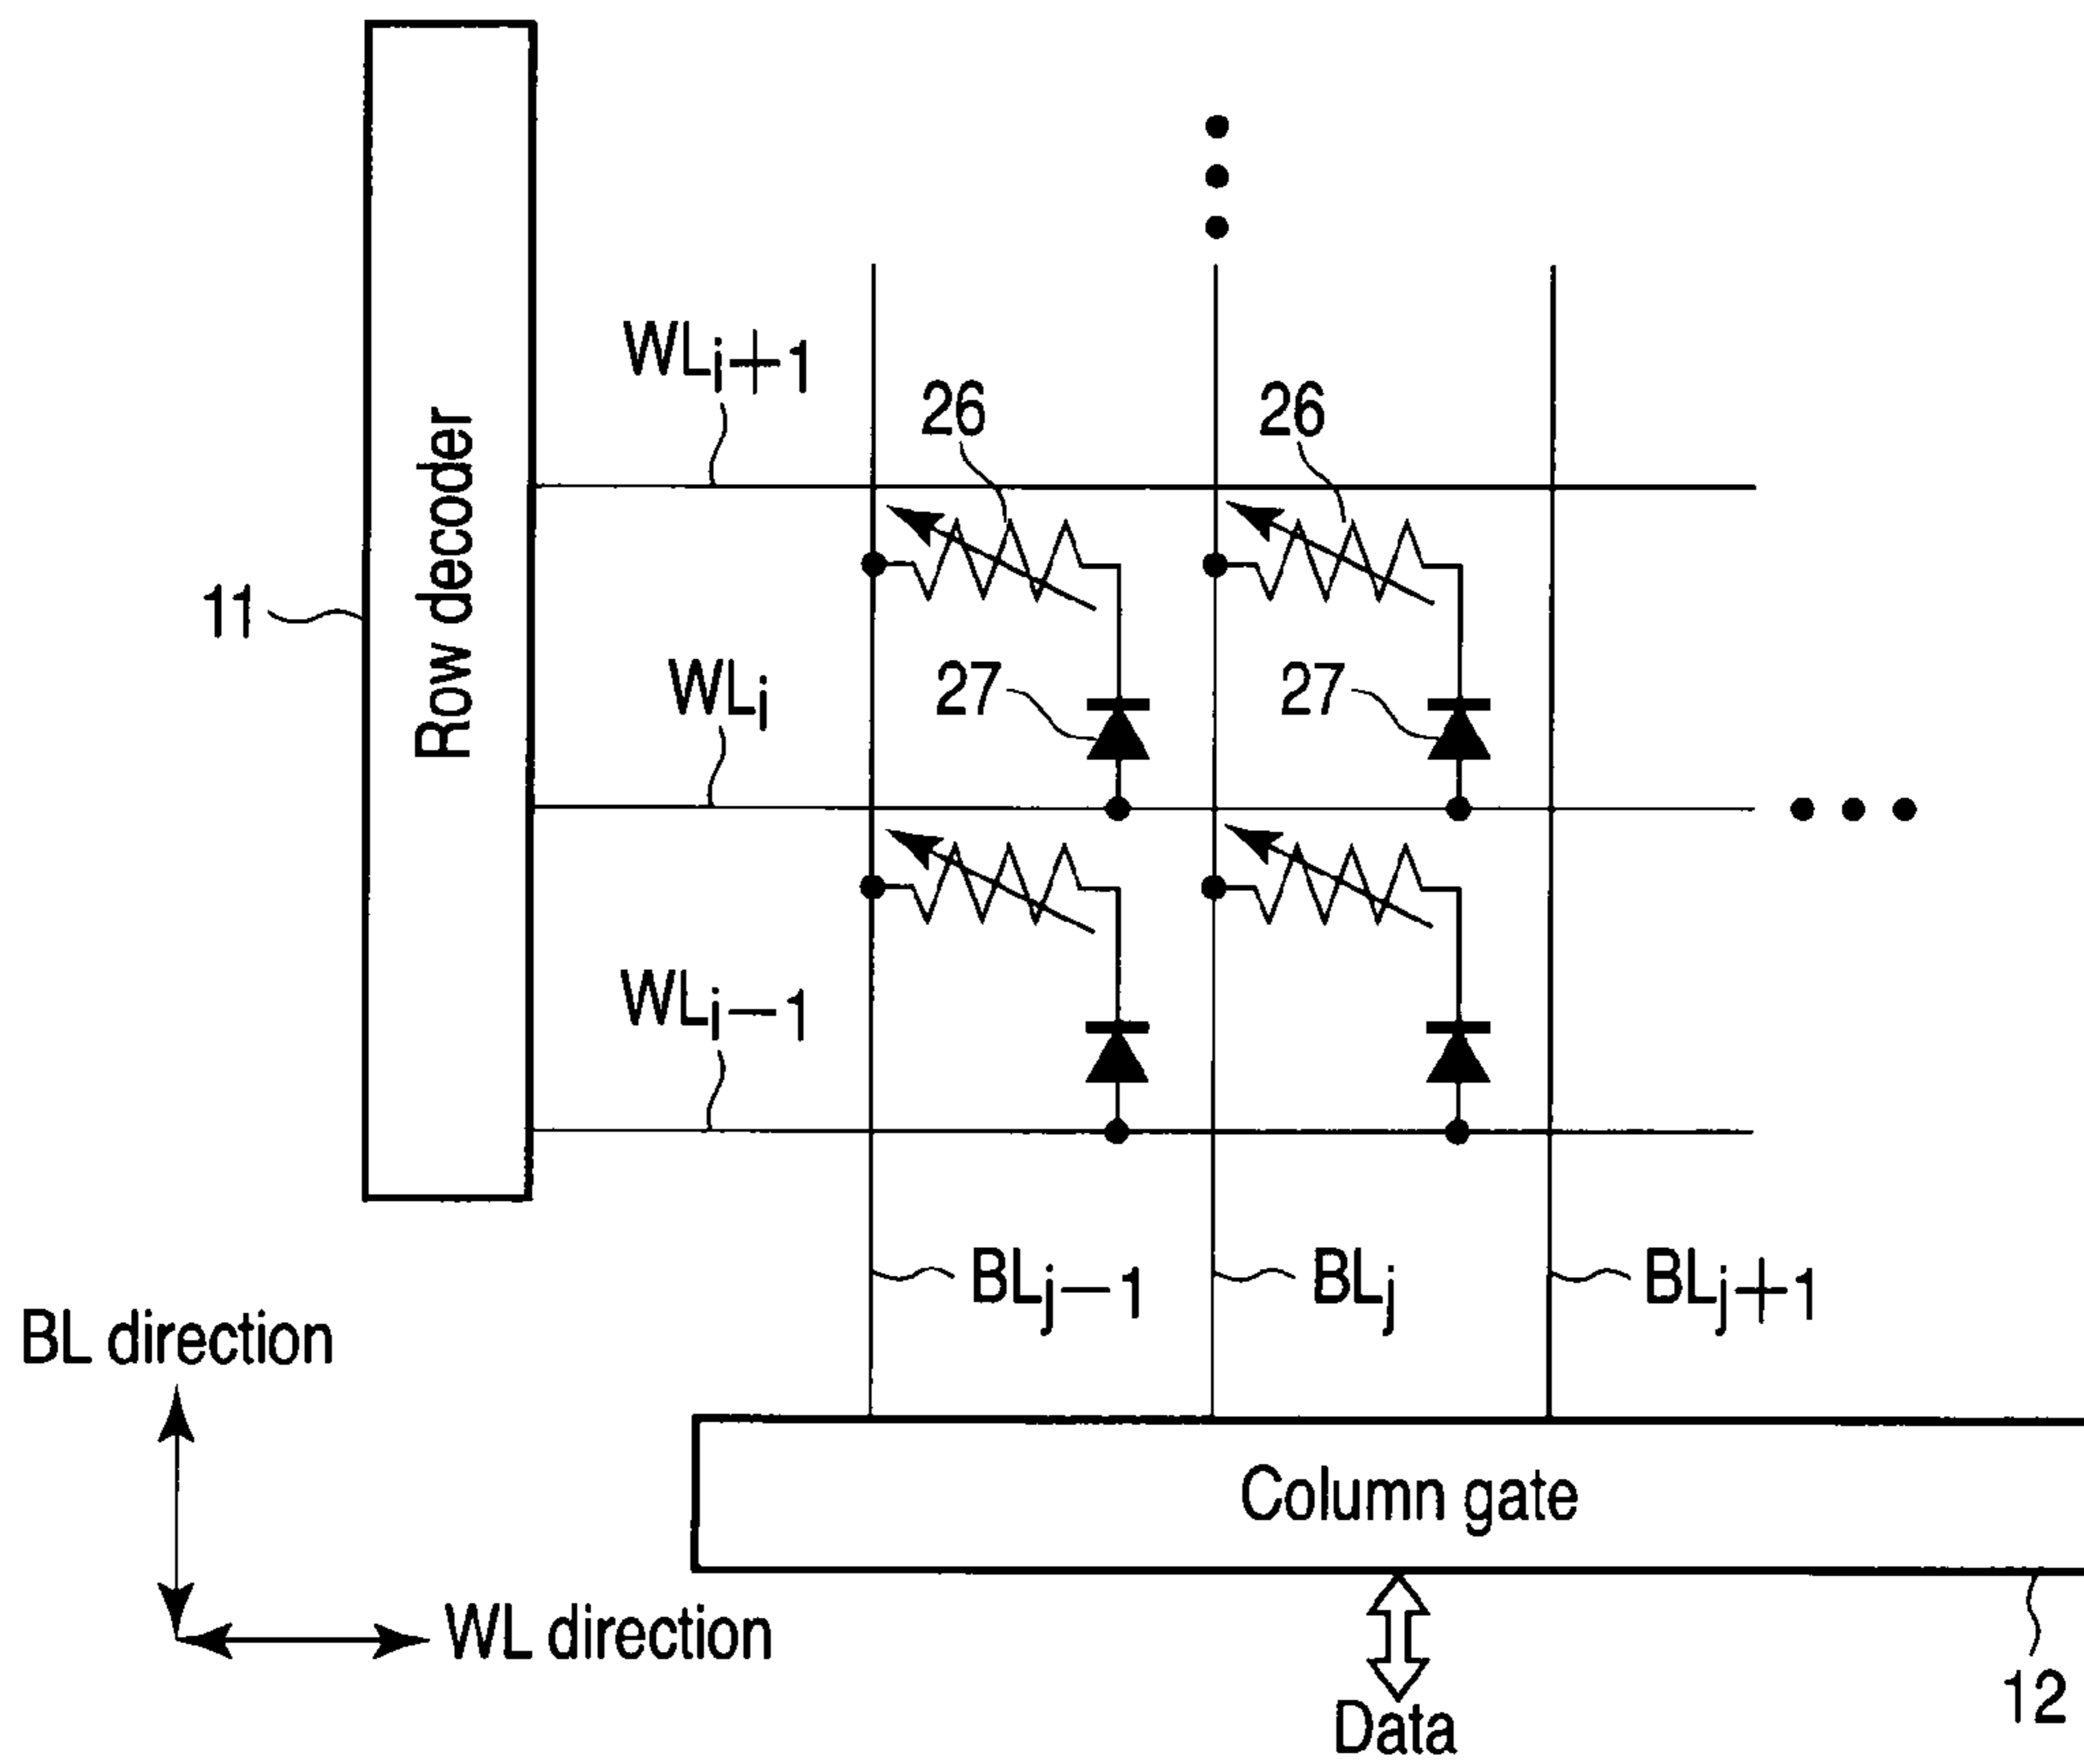 WLi+1
26
26
Row decoder
11
WLi
27
27
WLi−1
BLj−1
BLj
BLj+1
BL direction
Column gate
WL direction
12
Data